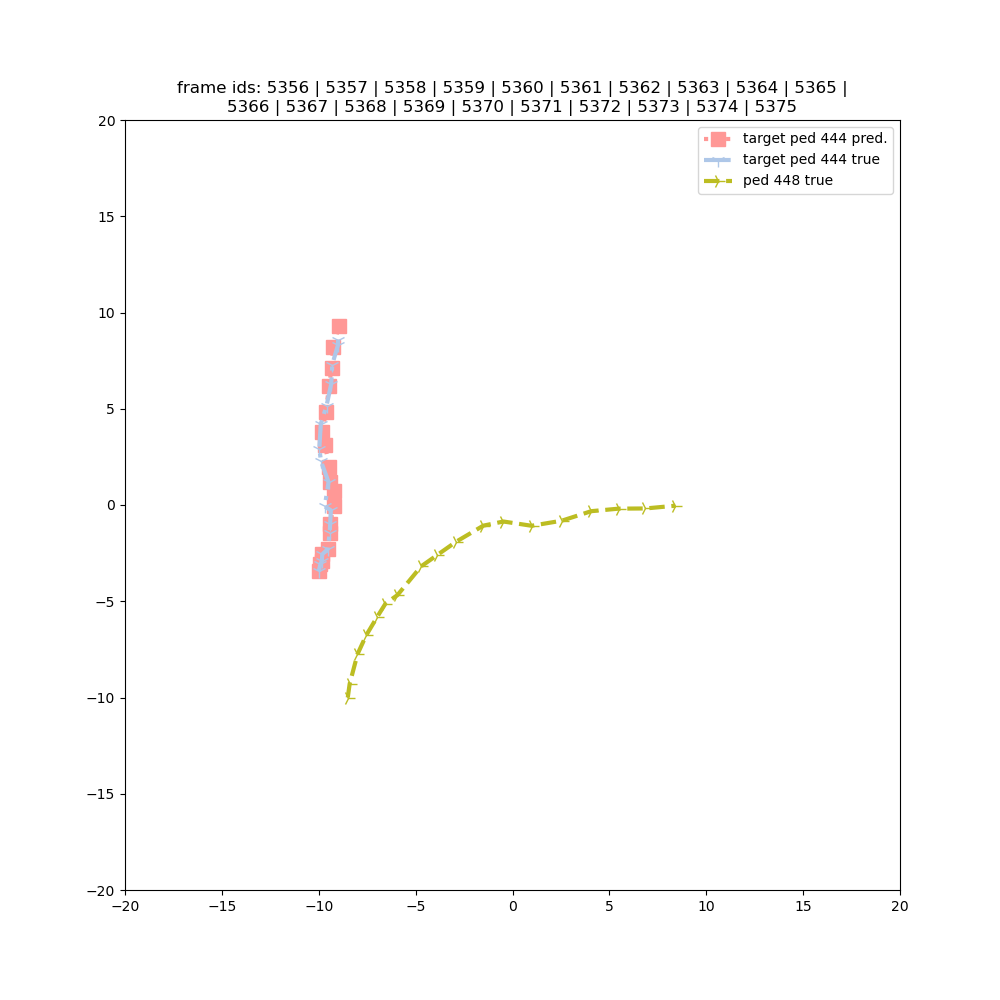 frame ids: 5356 | 5357 | 5358 | 5359 | 5360 | 5361 | 5362 | 5363 | 5364 | 5365 |
5366 | 5367 | 5368 | 5369 | 5370 | 5371 | 5372 | 5373 | 5374 | 5375
target ped 444 pred.
target ped 444 true
ped 448 true
20
15
10
5
0
−5
−10
−15
−20
−20 −15 −10 −5 0 5 10 15 20